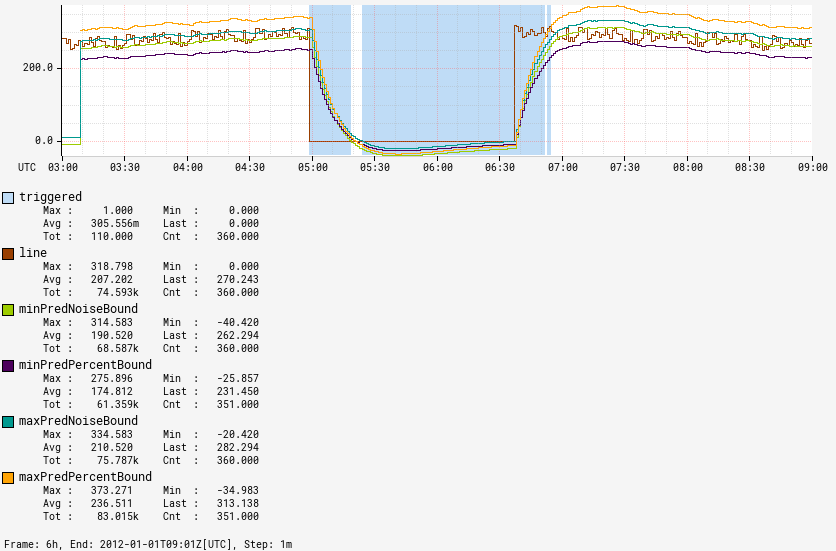 200.0
0.0
UTC 03:00 03:30 04:00 04:30 05:00 05:30 06:00 06:30 07:00 07:30 08:00 08:30 09:00
triggered
Max : 1.000 Min : 0.000
Avg : 305.556m Last : 0.000
Tot : 110.000 Cnt : 360.000
line
Max : 318.798 Min : 0.000
Avg : 207.202 Last : 270.243
Tot : 74.593k Cnt : 360.000
minPredNoiseBound
Max : 314.583 Min : -40.420
Avg : 190.520 Last : 262.294
Tot : 68.587k Cnt : 360.000
minPredPercentBound
Max : 275.896 Min : -25.857
Avg : 174.812 Last : 231.450
Tot : 61.359k Cnt : 351.000
maxPredNoiseBound
Max : 334.583 Min : -20.420
Avg : 210.520 Last : 282.294
Tot : 75.787k Cnt : 360.000
maxPredPercentBound
Max : 373.271 Min : -34.983
Avg : 236.511 Last : 313.138
Tot : 83.015k Cnt : 351.000
Frame: 6h, End: 2012-01-01T09:01Z[UTC], Step: 1m